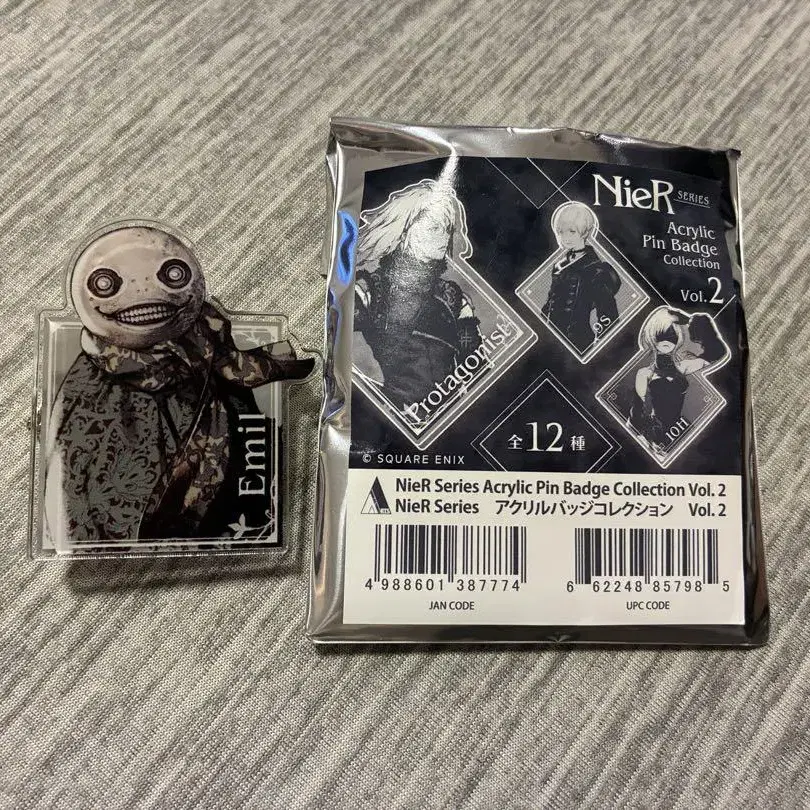 Emil
NieR SERIES
Acrylic
Pin Badge
Collection
Vol. 2
Protagonist
9S
10H
全12種
© SQUARE ENIX
NieR Series Acrylic Pin Badge Collection Vol. 2
NieR Series アクリルバッジコレクション Vol. 2
4 988601 387774
JAN CODE
6 62248 85798 5
UPC CODE